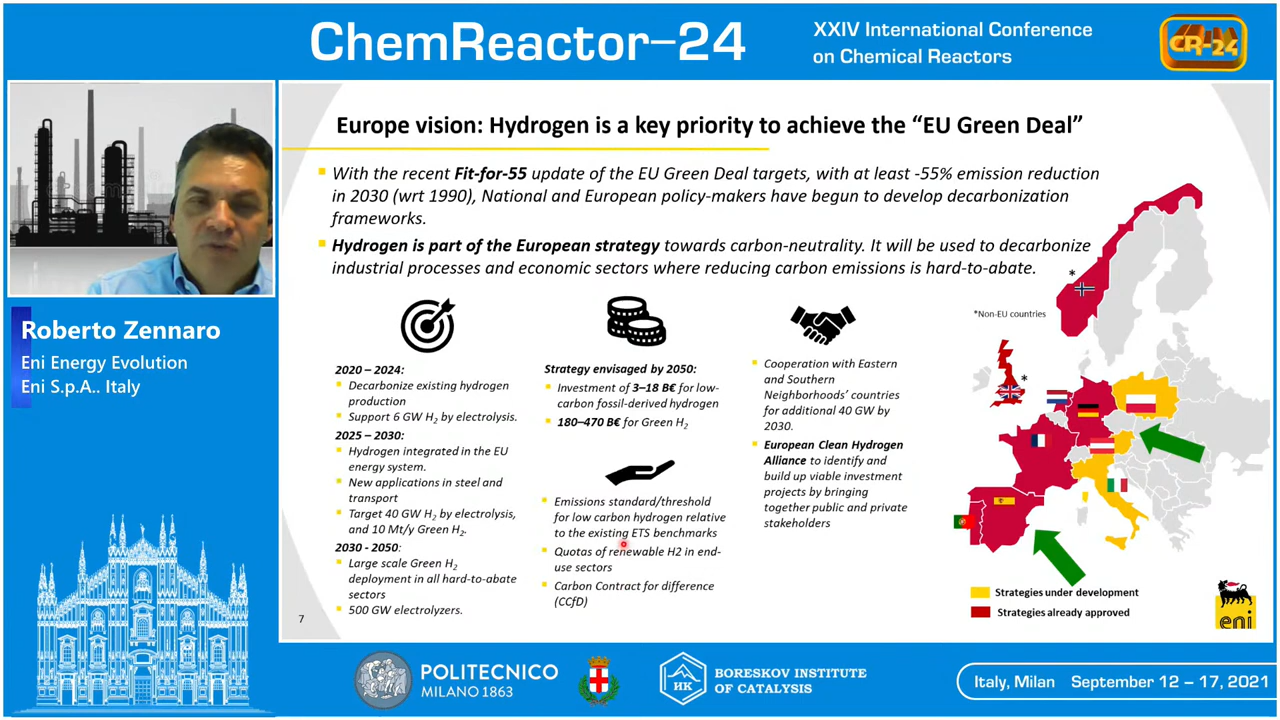 ChemReactor–24
XXIV International Conference
on Chemical Reactors
CR-24
Roberto Zennaro
Eni Energy Evolution
Eni S.p.A.. Italy
Europe vision: Hydrogen is a key priority to achieve the “EU Green Deal”
With the recent Fit-for-55 update of the EU Green Deal targets, with at least -55% emission reduction
in 2030 (wrt 1990), National and European policy-makers have begun to develop decarbonization
frameworks.
Hydrogen is part of the European strategy towards carbon-neutrality. It will be used to decarbonize
industrial processes and economic sectors where reducing carbon emissions is hard-to-abate.
2020 – 2024:
Decarbonize existing hydrogen
production
Support 6 GW H2 by electrolysis.
2025 – 2030:
Hydrogen integrated in the EU
energy system.
New applications in steel and
transport
Target 40 GW H2 by electrolysis,
and 10 Mt/y Green H2.
2030 - 2050:
Large scale Green H2
deployment in all hard-to-abate
sectors
500 GW electrolyzers.
Strategy envisaged by 2050:
Investment of 3–18 B€ for low-
carbon fossil-derived hydrogen
180–470 B€ for Green H2
Emissions standard/threshold
for low carbon hydrogen relative
to the existing ETS benchmarks
Quotas of renewable H2 in end-
use sectors
Carbon Contract for difference
(CCfD)
Cooperation with Eastern
and Southern
Neighborhoods’ countries
for additional 40 GW by
2030.
European Clean Hydrogen
Alliance to identify and
build up viable investment
projects by bringing
together public and private
stakeholders
*
*Non-EU countries
*
Strategies under development
Strategies already approved
eni
7
POLITECNICO
MILANO 1863
НК
BORESKOV INSTITUTE
OF CATALYSIS
Italy, Milan September 12 – 17, 2021